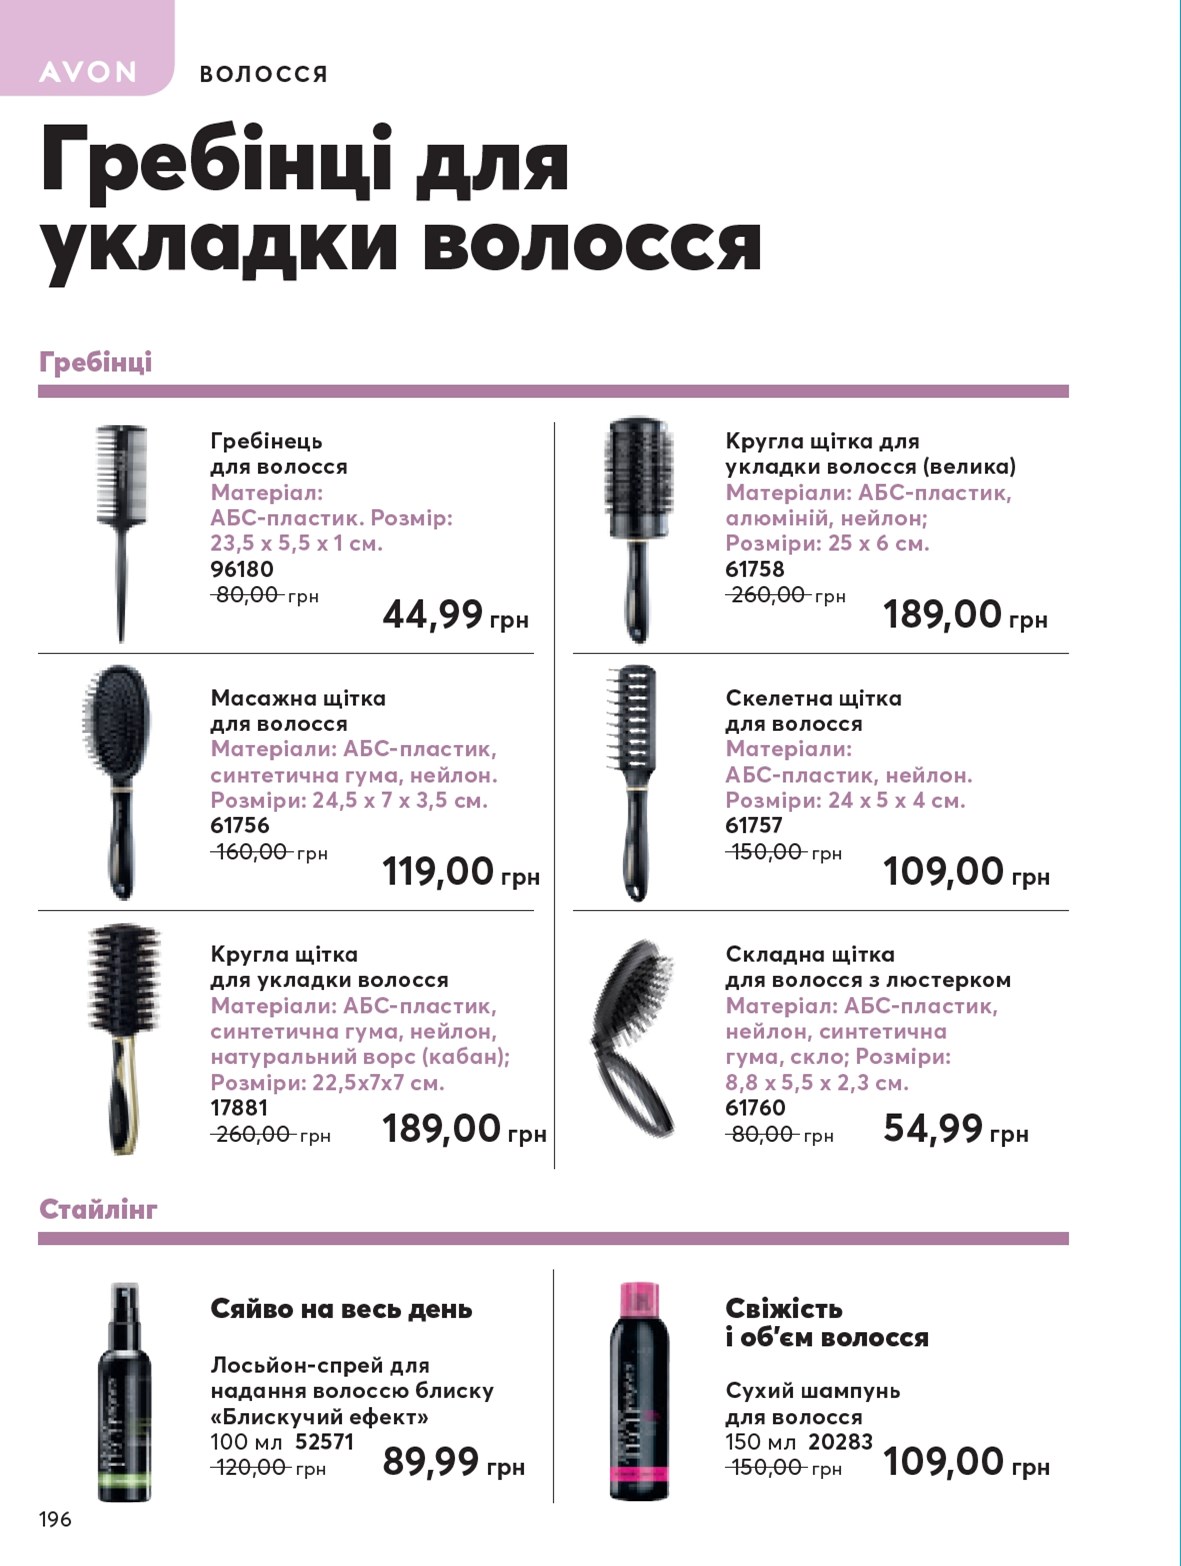 AVON
ВОЛОССЯ
Гребінці для
укладки волосся
Гребінці
Гребінець
для волосся
Матеріал:
АБС-пластик. Розмір:
23,5 х 5,5 х 1 см.
96180
80,00 грн
44,99 грн
Кругла щітка для
укладки волосся (велика)
Матеріали: АБС-пластик,
алюміній, нейлон;
Розміри: 25 х 6 см.
61758
260,00 грн
189,00 грн
Масажна щітка
для волосся
Матеріали: АБС-пластик,
синтетична гума, нейлон.
Розміри: 24,5 х 7 х 3,5 см.
61756
160,00 грн
119,00 грн
Скелетна щітка
для волосся
Матеріали:
АБС-пластик, нейлон.
Розміри: 24 х 5 х 4 см.
61757
150,00 грн
109,00 грн
Кругла щітка
для укладки волосся
Матеріали: АБС-пластик,
синтетична гума, нейлон,
натуральний ворс (кабан);
Розміри: 22,5х7х7 см.
17881
260,00 грн
189,00 грн
Складна щітка
для волосся з люстерком
Матеріал: АБС-пластик,
нейлон, синтетична
гума, скло; Розміри:
8,8 х 5,5 х 2,3 см.
61760
80,00 грн
54,99 грн
Стайлінг
Сяйво на весь день
Лосьйон-спрей для
надання волоссю блиску
«Блискучий ефект»
100 мл 52571
120,00 грн
89,99 грн
Свіжість
і об'єм волосся
Сухий шампунь
для волосся
150 мл 20283
150,00 грн
109,00 грн
196